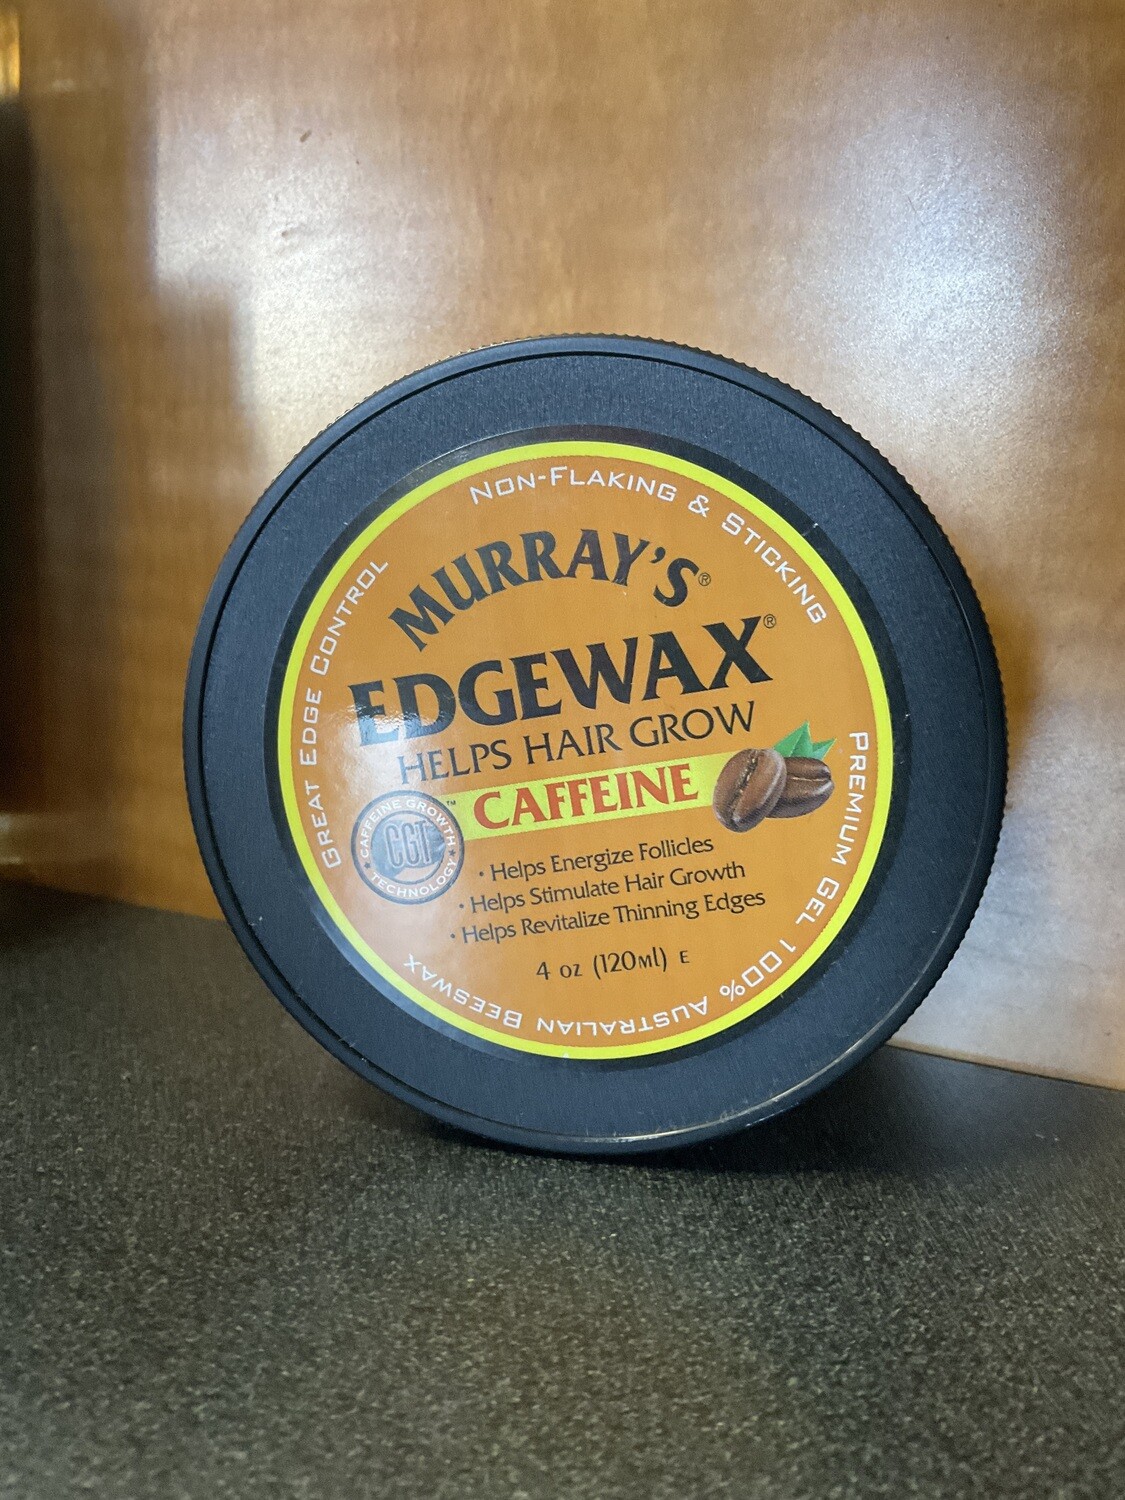 Non-Flaking & Sticking
Great Edge Control
MURRAY'S®
EDGEWAX®
HELPS HAIR GROW
CAFFEINE
CAFFEINE GROWTH
™
CGT
TECHNOLOGY
• Helps Energize Follicles
• Helps Stimulate Hair Growth
• Helps Revitalize Thinning Edges
4 oz (120ml) E
Premium Gel 100% Australian Beeswax